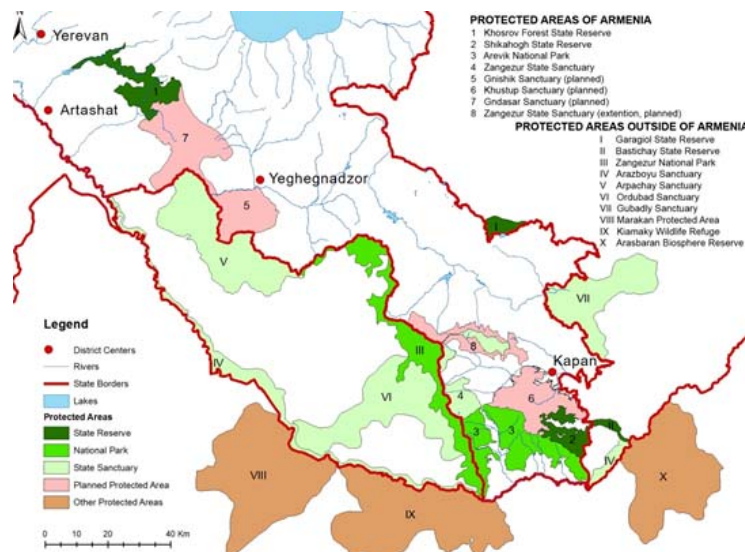 N
PROTECTED AREAS OF ARMENIA
1 Khosrov Forest State Reserve
2 Shikahogh State Reserve
3 Arevik National Park
4 Zangezur State Sanctuary
5 Gnishik Sanctuary (planned)
6 Khustup Sanctuary (planned)
7 Gndasar Sanctuary (planned)
8 Zangezur State Sanctuary (extention, planned)
PROTECTED AREAS OUTSIDE OF ARMENIA
I Garagiol State Reserve
II Bastichay State Reserve
III Zangezur National Park
IV Arazboyu Sanctuary
V Arpachay Sanctuary
VI Ordubad Sanctuary
VII Gubadly Sanctuary
VIII Marakan Protected Area
IX Kiamaky Wildlife Refuge
X Arasbaran Biosphere Reserve
Yerevan
1
Artashat
7
Yeghegnadzor
5
I
V
VII
III
8
Kapan
IV
VI
4
6
3
3
2
II
IV
VIII
IX
X
Legend
District Centers
Rivers
State Borders
Lakes
Protected Areas
State Reserve
National Park
State Sanctuary
Planned Protected Area
Other Protected Areas
0 10 20 40 Km